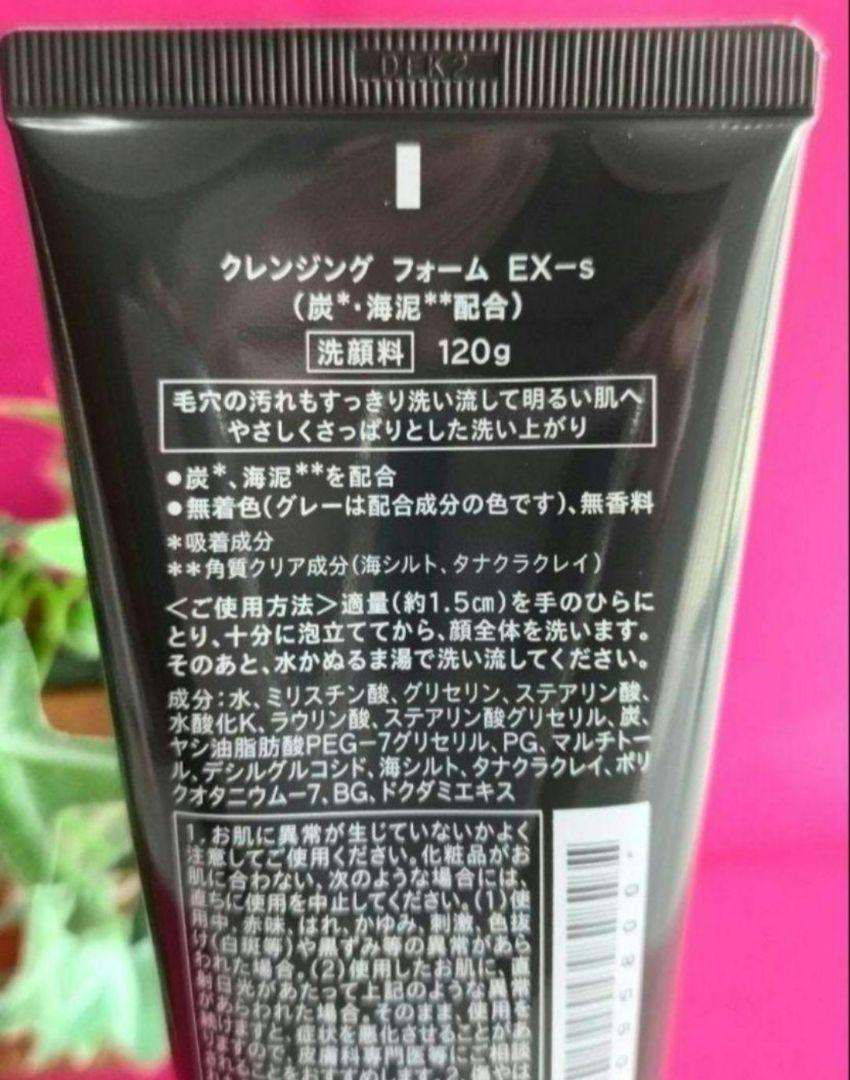 DEK2
クレンジング フォーム EX-s
(炭*・海泥**配合)
洗顔料 120g
毛穴の汚れもすっきり洗い流して明るい肌へ
やさしくさっぱりとした洗い上がり
●炭*、海泥**を配合
●無着色(グレーは配合成分の色です)、無香料
*吸着成分
**角質クリア成分(海シルト、タナクラクレイ)
<ご使用方法>適量(約1.5㎝)を手のひらに
とり、十分に泡立ててから、顔全体を洗います。
そのあと、水かぬるま湯で洗い流してください。
成分:水、ミリスチン酸、グリセリン、ステアリン酸、
水酸化K、ラウリン酸、ステアリン酸グリセリル、炭、
ヤシ油脂肪酸PEG-7グリセリル、PG、マルチトー
ル、デシルグルコシド、海シルト、タナクラクレイ、ポリ
クオタニウム-7、BG、ドクダミエキス
1.お肌に異常が生じていないかよく
注意してご使用ください。化粧品がお
肌に合わない、次のような場合には、
直ちに使用を中止してください。(1)使
用中、赤味、はれ、かゆみ、刺激、色抜
け(白斑等)や黒ずみ等の異常があら
われた場合。(2)使用したお肌に、直
射日光があたって上記のような異常
があらわれた場合。そのまま、使用を
続けますと、症状を悪化させることがあ
りますので、皮膚科専門医等にご相談
されることをおすすめします。2.